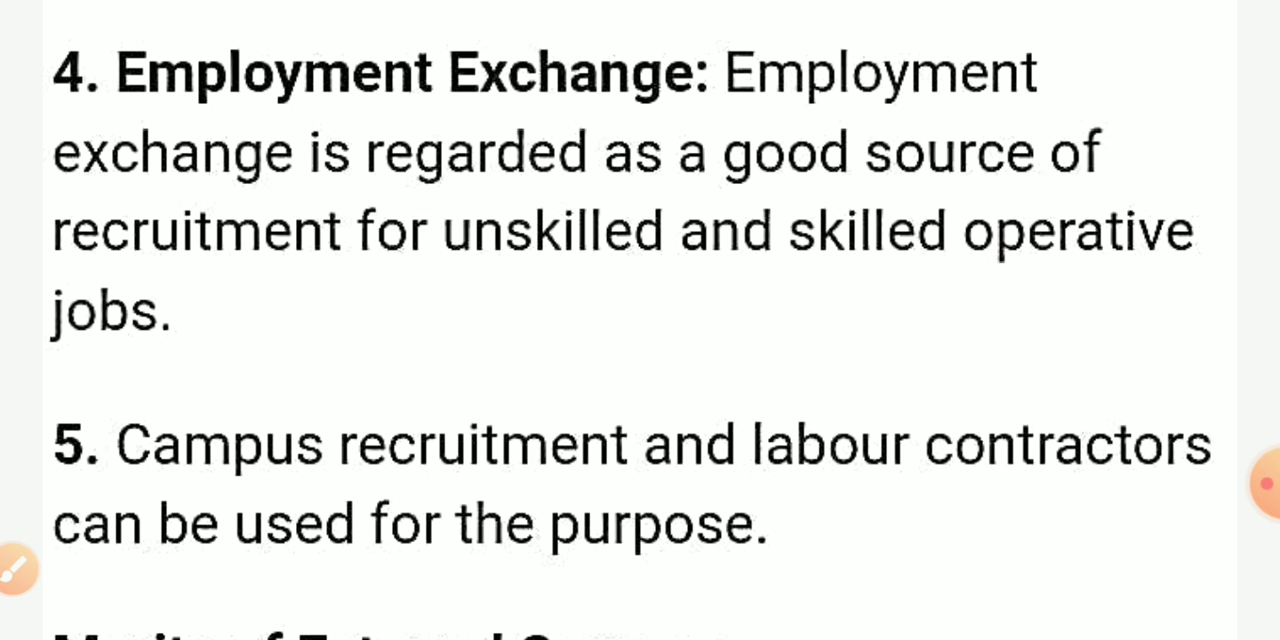 4. Employment Exchange: Employment
exchange is regarded as a good source of
recruitment for unskilled and skilled operative
jobs.
5. Campus recruitment and labour contractors
can be used for the purpose.